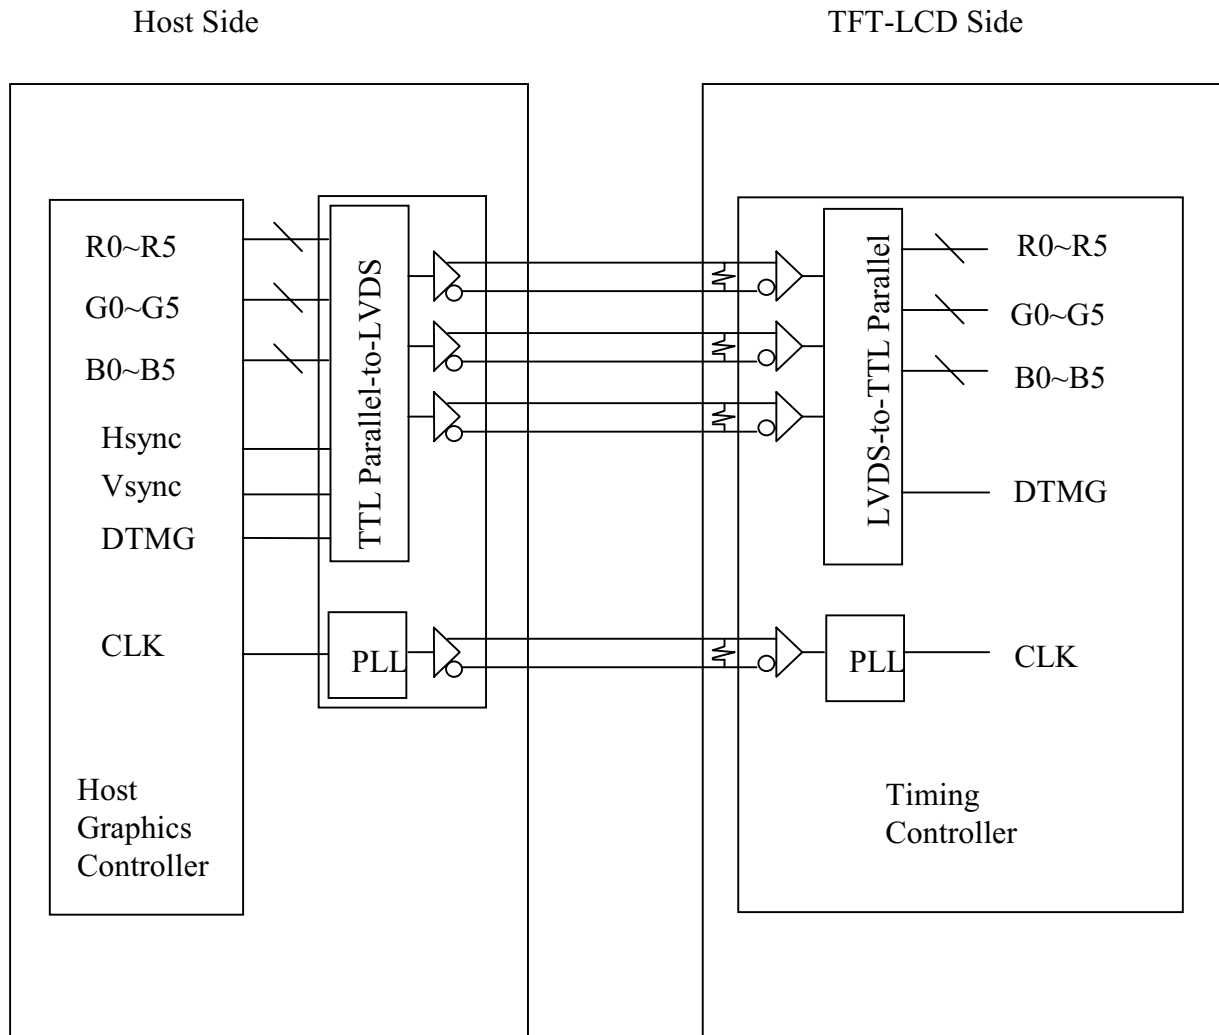 Host Side
TFT-LCD Side
R0~R5
G0~G5
B0~B5
Hsync
Vsync
DTMG
CLK
Host
Graphics
Controller
TTL Parallel-to-LVDS
PLL
LVDS-to-TTL Parallel
PLL
R0~R5
G0~G5
B0~B5
DTMG
CLK
Timing
Controller